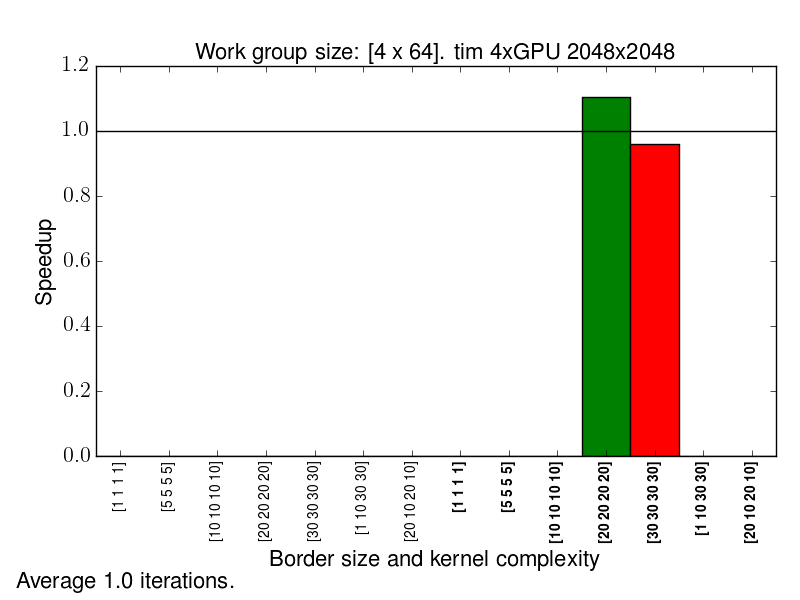 Work group size: [4 x 64]. tim 4xGPU 2048x2048
1.2
1.0
0.8
0.6
0.4
0.2
0.0
Speedup
[1 1 1 1]
[5 5 5 5]
[10 10 10 10]
[20 20 20 20]
[30 30 30 30]
[1 10 30 30]
[20 10 20 10]
[1 1 1 1]
[5 5 5 5]
[10 10 10 10]
[20 20 20 20]
[30 30 30 30]
[1 10 30 30]
[20 10 20 10]
Border size and kernel complexity
Average 1.0 iterations.